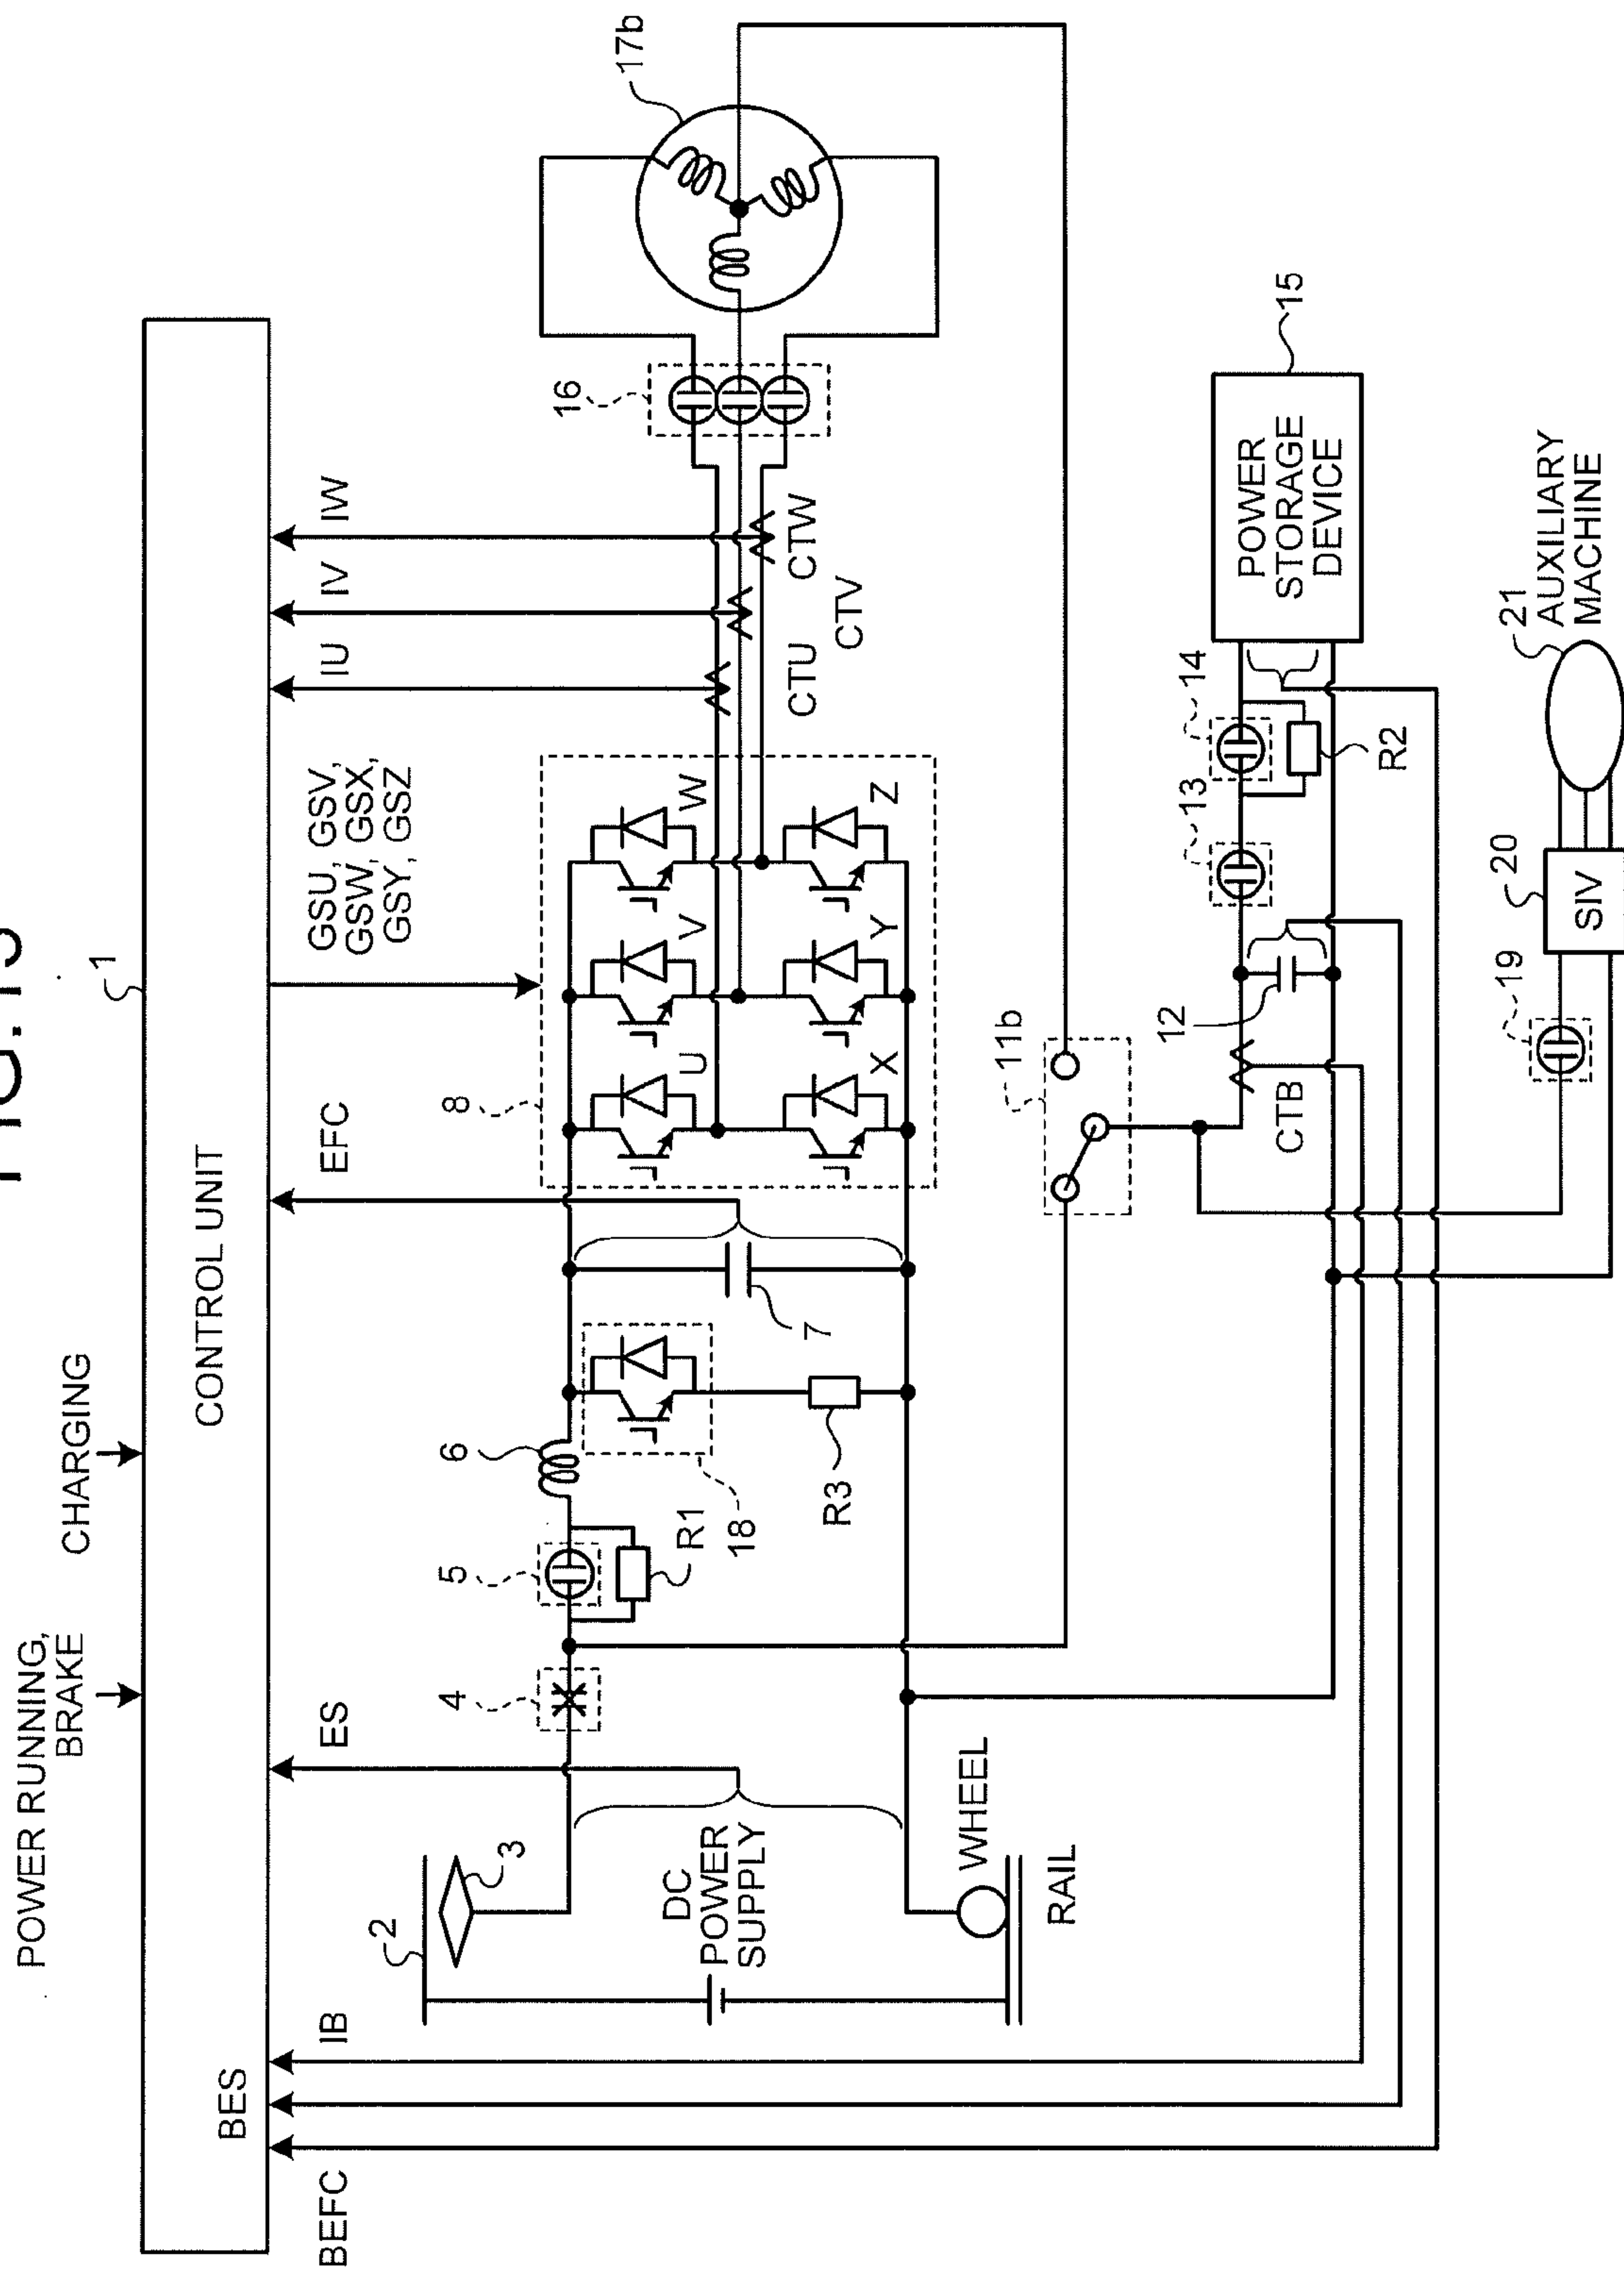 POWER RUNNING,
BRAKE
CHARGING
1
CONTROL UNIT
BES
BEFC
IB
ES
EFC
GSU, GSV,
GSW, GSX,
GSY, GSZ
IU
IV
IW
2
3
4
5
6
R1
18
R3
7
8
U
V
W
X
Y
Z
CTU
CTV
CTW
16
17b
DC
POWER
SUPPLY
WHEEL
RAIL
11b
CTB
12
13
14
R2
15
POWER
STORAGE
DEVICE
19
20
SIV
21
AUXILIARY
MACHINE